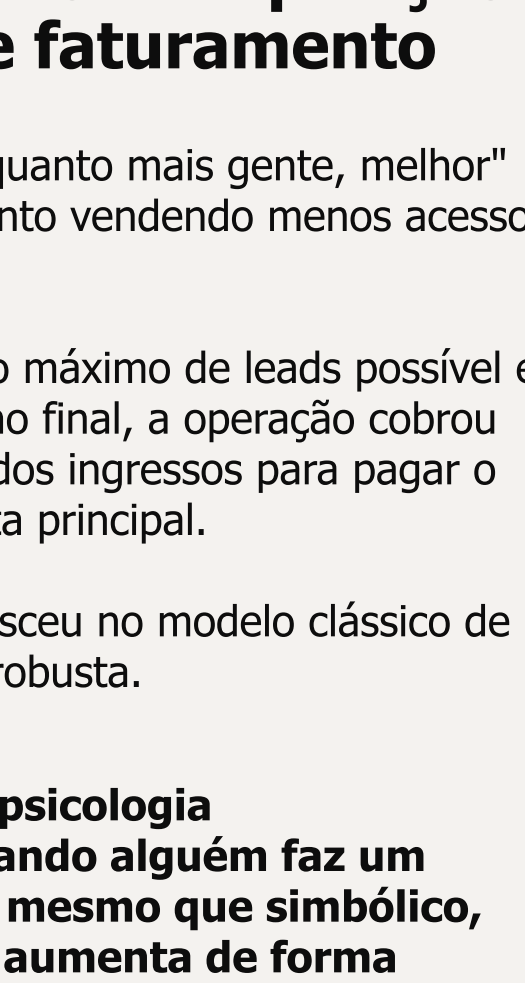 e faturamento
quanto mais gente, melhor"
nto vendendo menos acesso
o máximo de leads possível e
no final, a operação cobrou
dos ingressos para pagar o
ta principal.
sceu no modelo clássico de
robusta.
psicologia
ando alguém faz um
mesmo que simbólico,
aumenta de forma